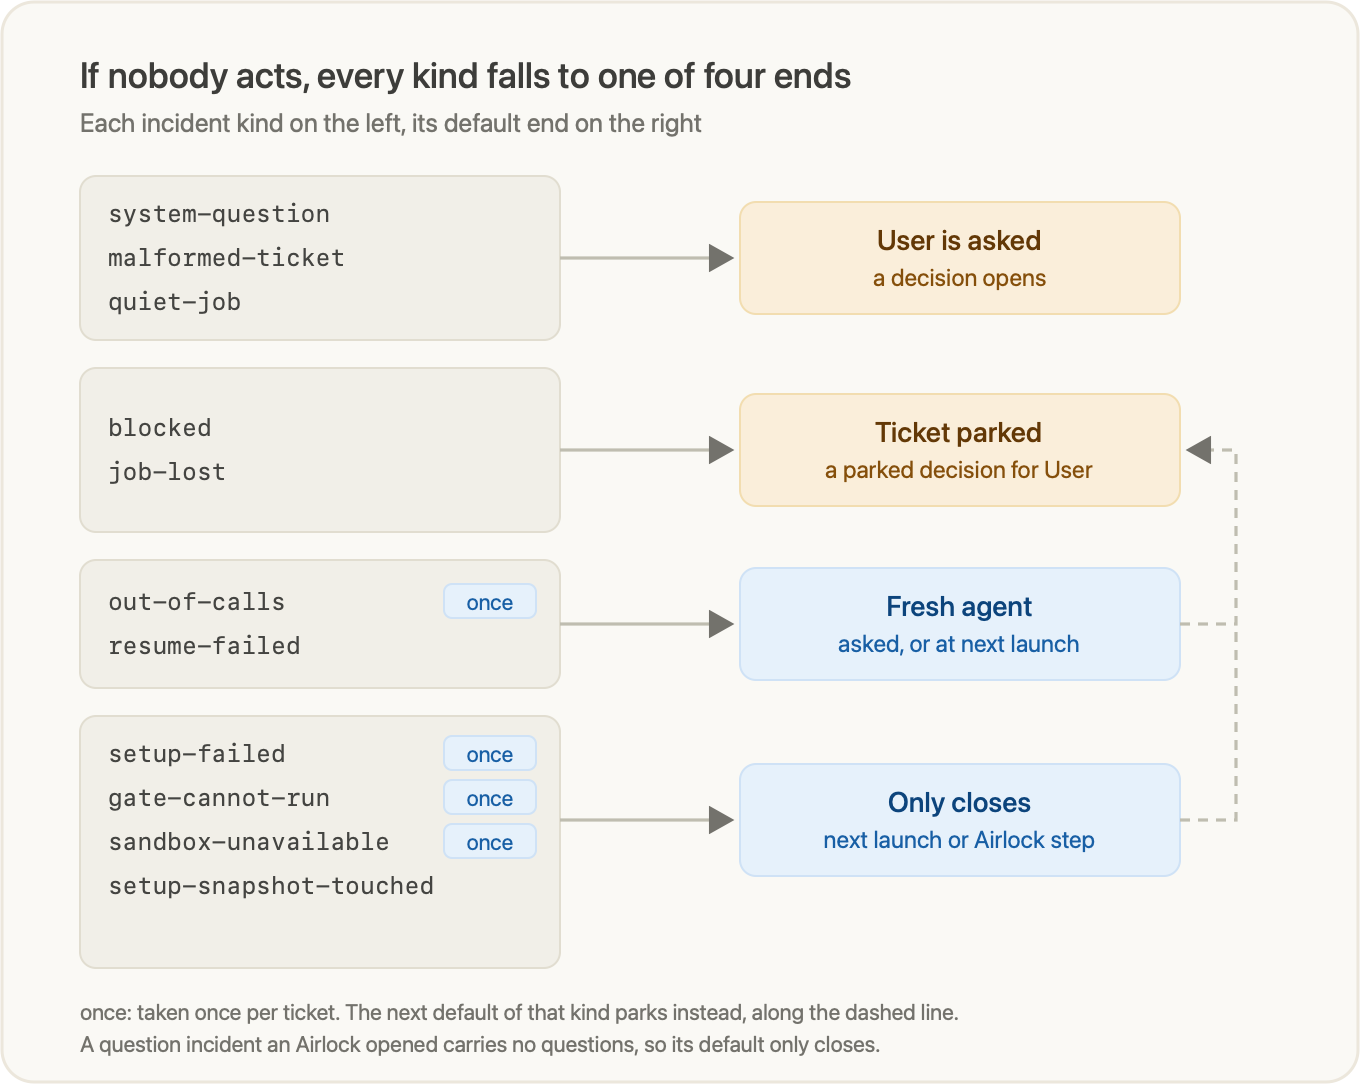 If nobody acts, every kind falls to one of four ends
Each incident kind on the left, its default end on the right
system-question
malformed-ticket
quiet-job
User is asked
a decision opens
blocked
job-lost
Ticket parked
a parked decision for User
out-of-calls once
resume-failed
Fresh agent
asked, or at next launch
setup-failed once
gate-cannot-run once
sandbox-unavailable once
setup-snapshot-touched
Only closes
next launch or Airlock step
once: taken once per ticket. The next default of that kind parks instead, along the dashed line.
A question incident an Airlock opened carries no questions, so its default only closes.